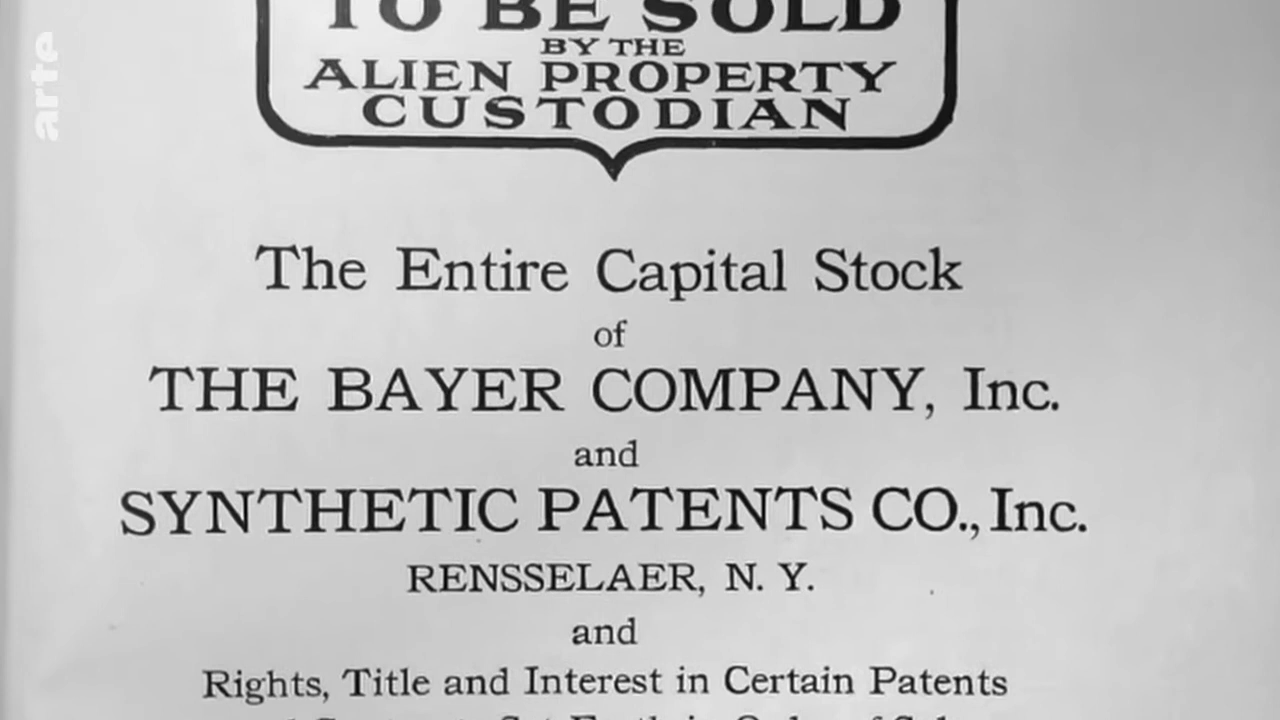 arte
TO BE SOLD
BY THE
ALIEN PROPERTY
CUSTODIAN
The Entire Capital Stock
of
THE BAYER COMPANY, Inc.
and
SYNTHETIC PATENTS CO., Inc.
RENSSELAER, N. Y.
and
Rights, Title and Interest in Certain Patents